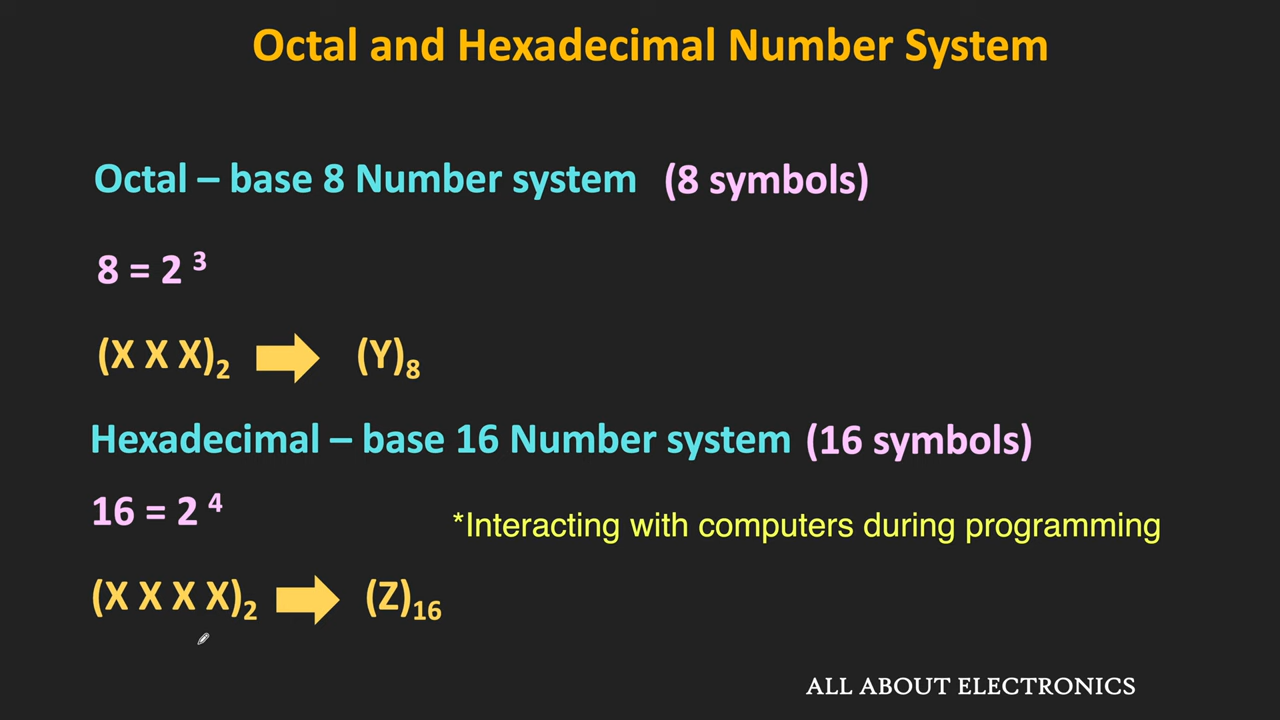 Octal and Hexadecimal Number System
Octal – base 8 Number system (8 symbols)
8 = 2 ³
(X X X)₂ (Y)₈
Hexadecimal – base 16 Number system (16 symbols)
16 = 2 ⁴
*Interacting with computers during programming
(X X X X)₂ (Z)₁₆
ALL ABOUT ELECTRONICS